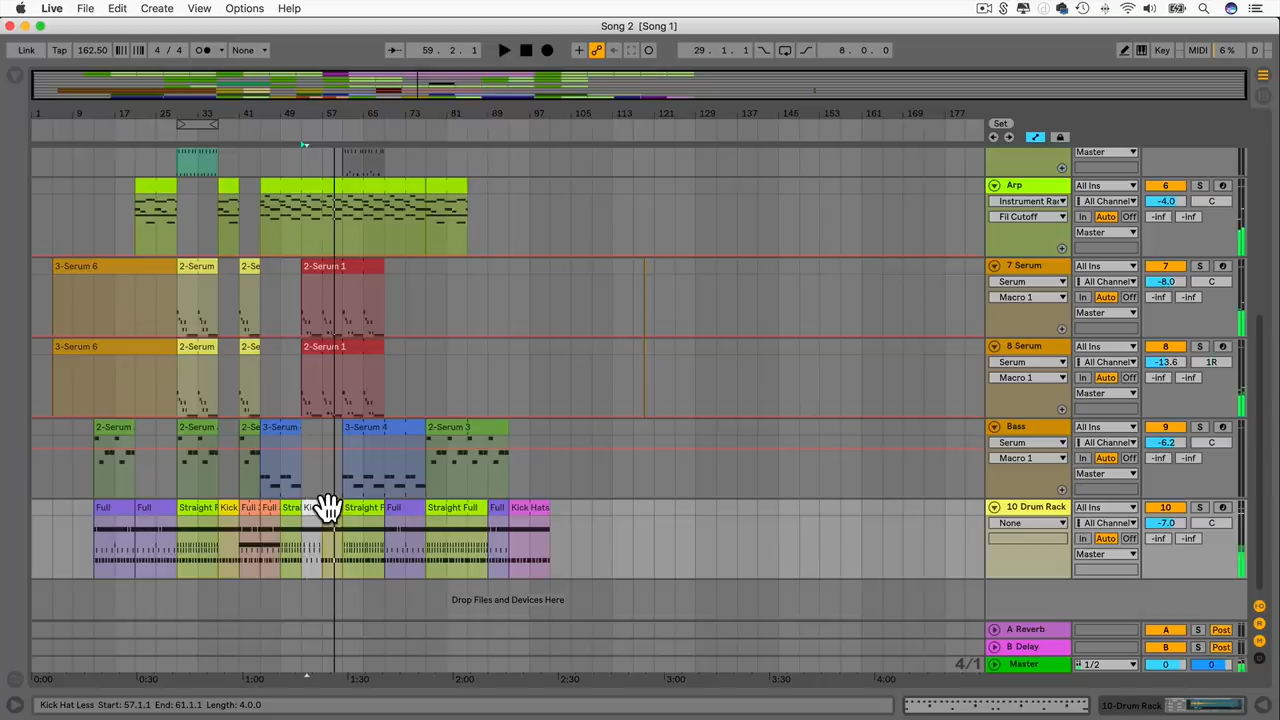 Live File Edit Create View Options Help
Song 2 [Song 1]
Link Tap 162.50 4 / 4 None 59. 2. 1 29. 1. 1 8. 0. 0 Key MIDI 6 % D
1 9 17 25 33 41 49 57 65 73 81 89 97 105 113 121 129 137 145 153 161 169 177
Set
Master
Arp All Ins 6 S
Instrument Rac All Channel -4.0 C
Fil Cutoff In Auto Off -inf -inf
Master
3-Serum 6 2-Serum 2-Se 2-Serum 1 7 Serum All Ins 7 S
Serum All Channel -8.0 C
Macro 1 In Auto Off -inf -inf
Master
3-Serum 6 2-Serum 2-Se 2-Serum 1 8 Serum All Ins 8 S
Serum All Channel -13.6 1R
Macro 1 In Auto Off -inf -inf
Master
2-Serum 2-Serum 2-Se 3-Serum 3-Serum 4 2-Serum 3 Bass All Ins 9 S
Serum All Channel -6.2 C
Macro 1 In Auto Off -inf -inf
Master
Full Full Straight F Kick Full Full Stra Straight F Full Straight Full Full Kick Hats 10 Drum Rack All Ins 10 S
None All Channel -7.0 C
In Auto Off -inf -inf
Master
Drop Files and Devices Here
A Reverb A S Post
B Delay B S Post
4/1 Master 1/2 0 0
0:00 0:30 1:00 1:30 2:00 2:30 3:00 3:30 4:00
Kick Hat Less Start: 57.1.1 End: 61.1.1 Length: 4.0.0 10-Drum Rack